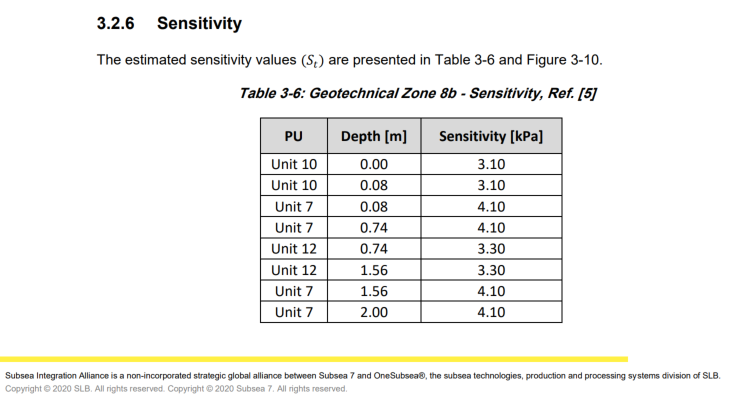 3.2.6 Sensitivity
The estimated sensitivity values (St) are presented in Table 3-6 and Figure 3-10.
Table 3-6: Geotechnical Zone 8b - Sensitivity, Ref. [5]
PU Depth [m] Sensitivity [kPa]
Unit 10 0.00 3.10
Unit 10 0.08 3.10
Unit 7 0.08 4.10
Unit 7 0.74 4.10
Unit 12 0.74 3.30
Unit 12 1.56 3.30
Unit 7 1.56 4.10
Unit 7 2.00 4.10
Subsea Integration Alliance is a non-incorporated strategic global alliance between Subsea 7 and OneSubsea®, the subsea technologies, production and processing systems division of SLB.
Copyright © 2020 SLB. All rights reserved. Copyright © 2020 Subsea 7. All rights reserved.